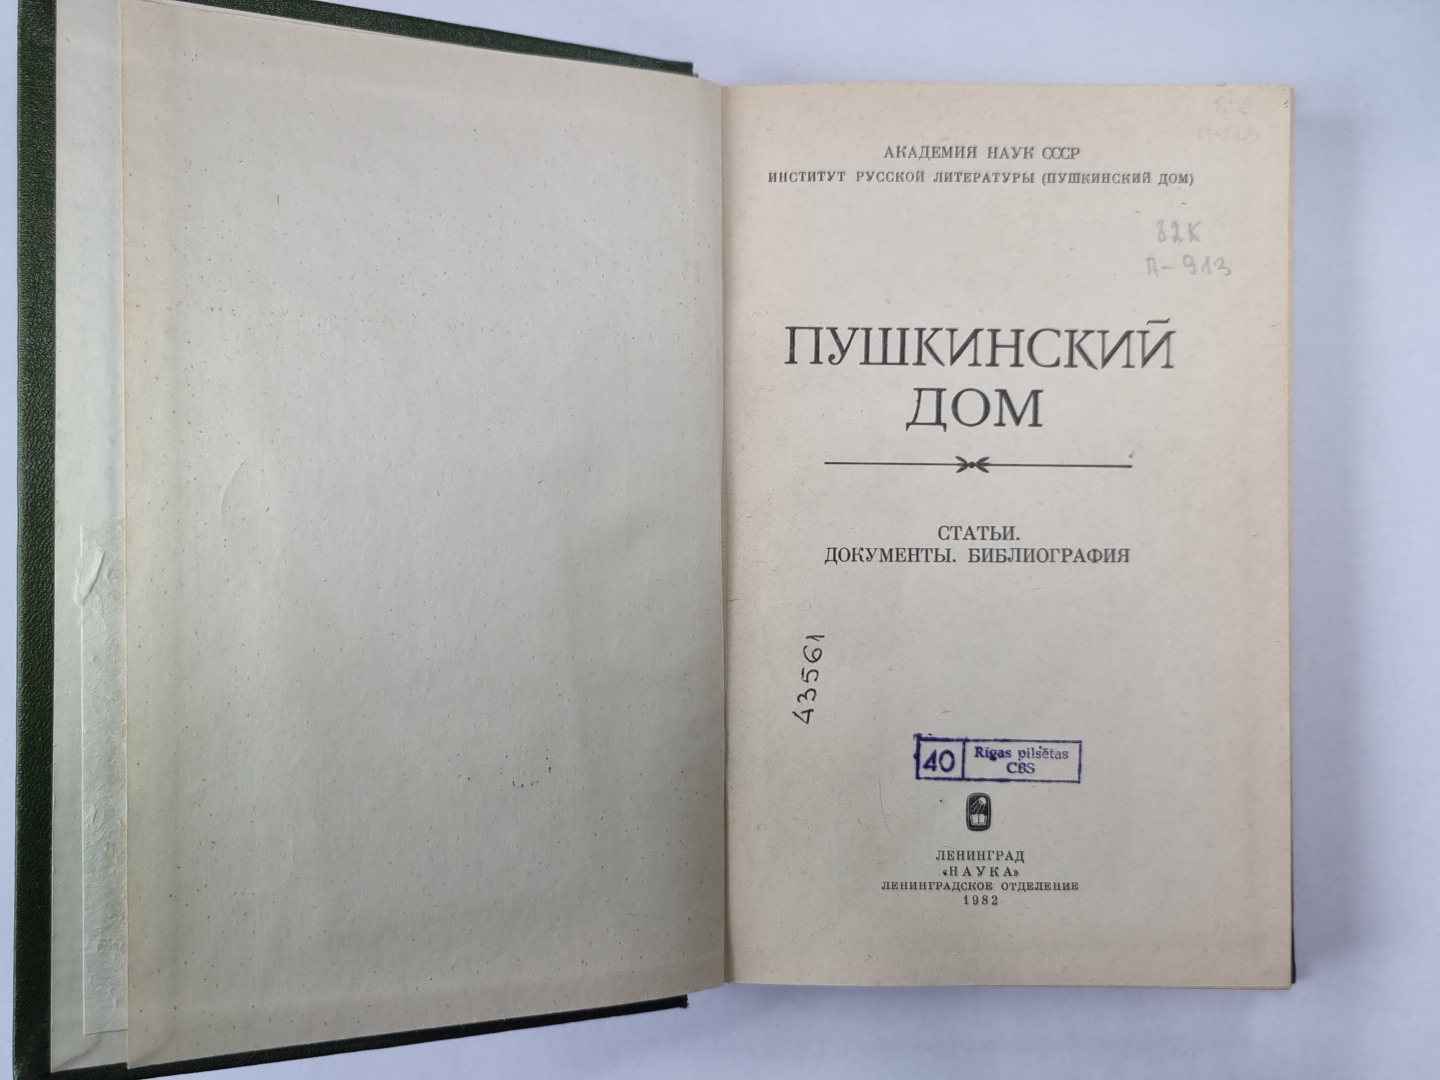 АКАДЕМИЯ НАУК СССР
ИНСТИТУТ РУССКОЙ ЛИТЕРАТУРЫ (ПУШКИНСКИЙ ДОМ)
82К
П-913
ПУШКИНСКИЙ
ДОМ
СТАТЬИ.
ДОКУМЕНТЫ. БИБЛИОГРАФИЯ
43561
40 Rīgas pilsētas
CBS
ЛЕНИНГРАД
«НАУКА»
ЛЕНИНГРАДСКОЕ ОТДЕЛЕНИЕ
1982